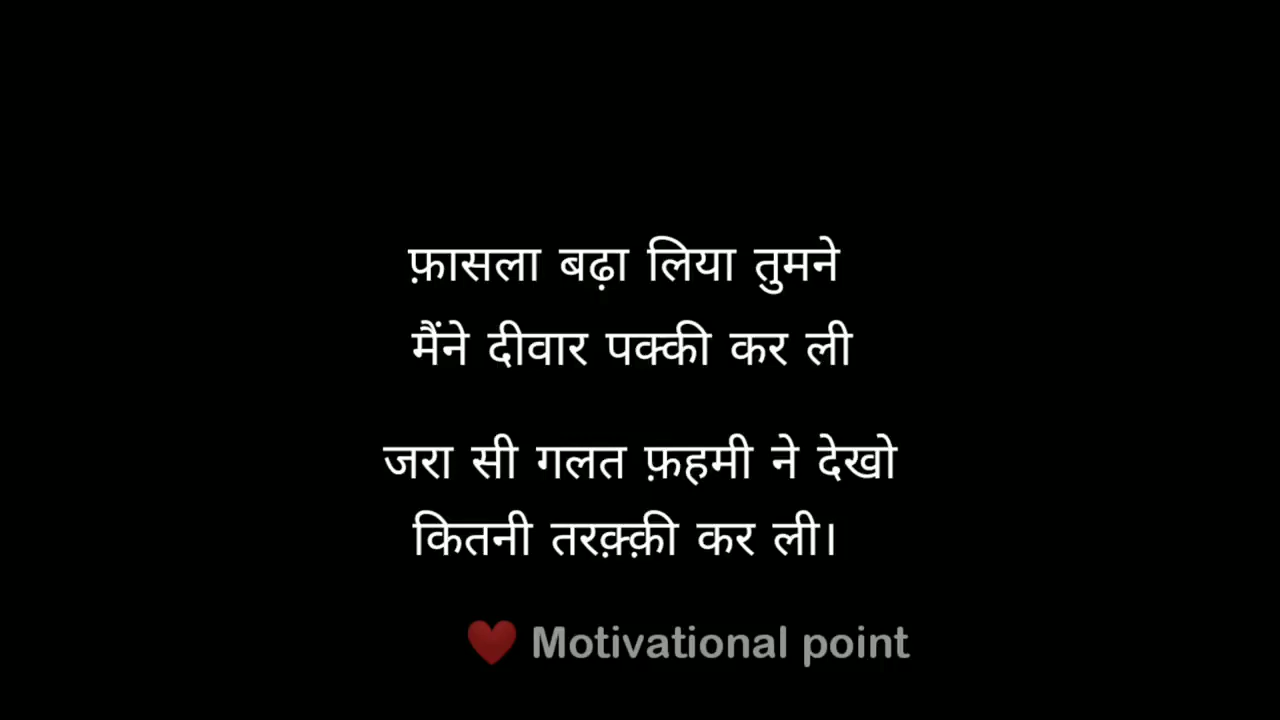 फ़ासला बढ़ा लिया तुमने
मैंने दीवार पक्की कर ली
जरा सी गलत फ़हमी ने देखो
कितनी तरक़्क़ी कर ली।
❤️ Motivational point